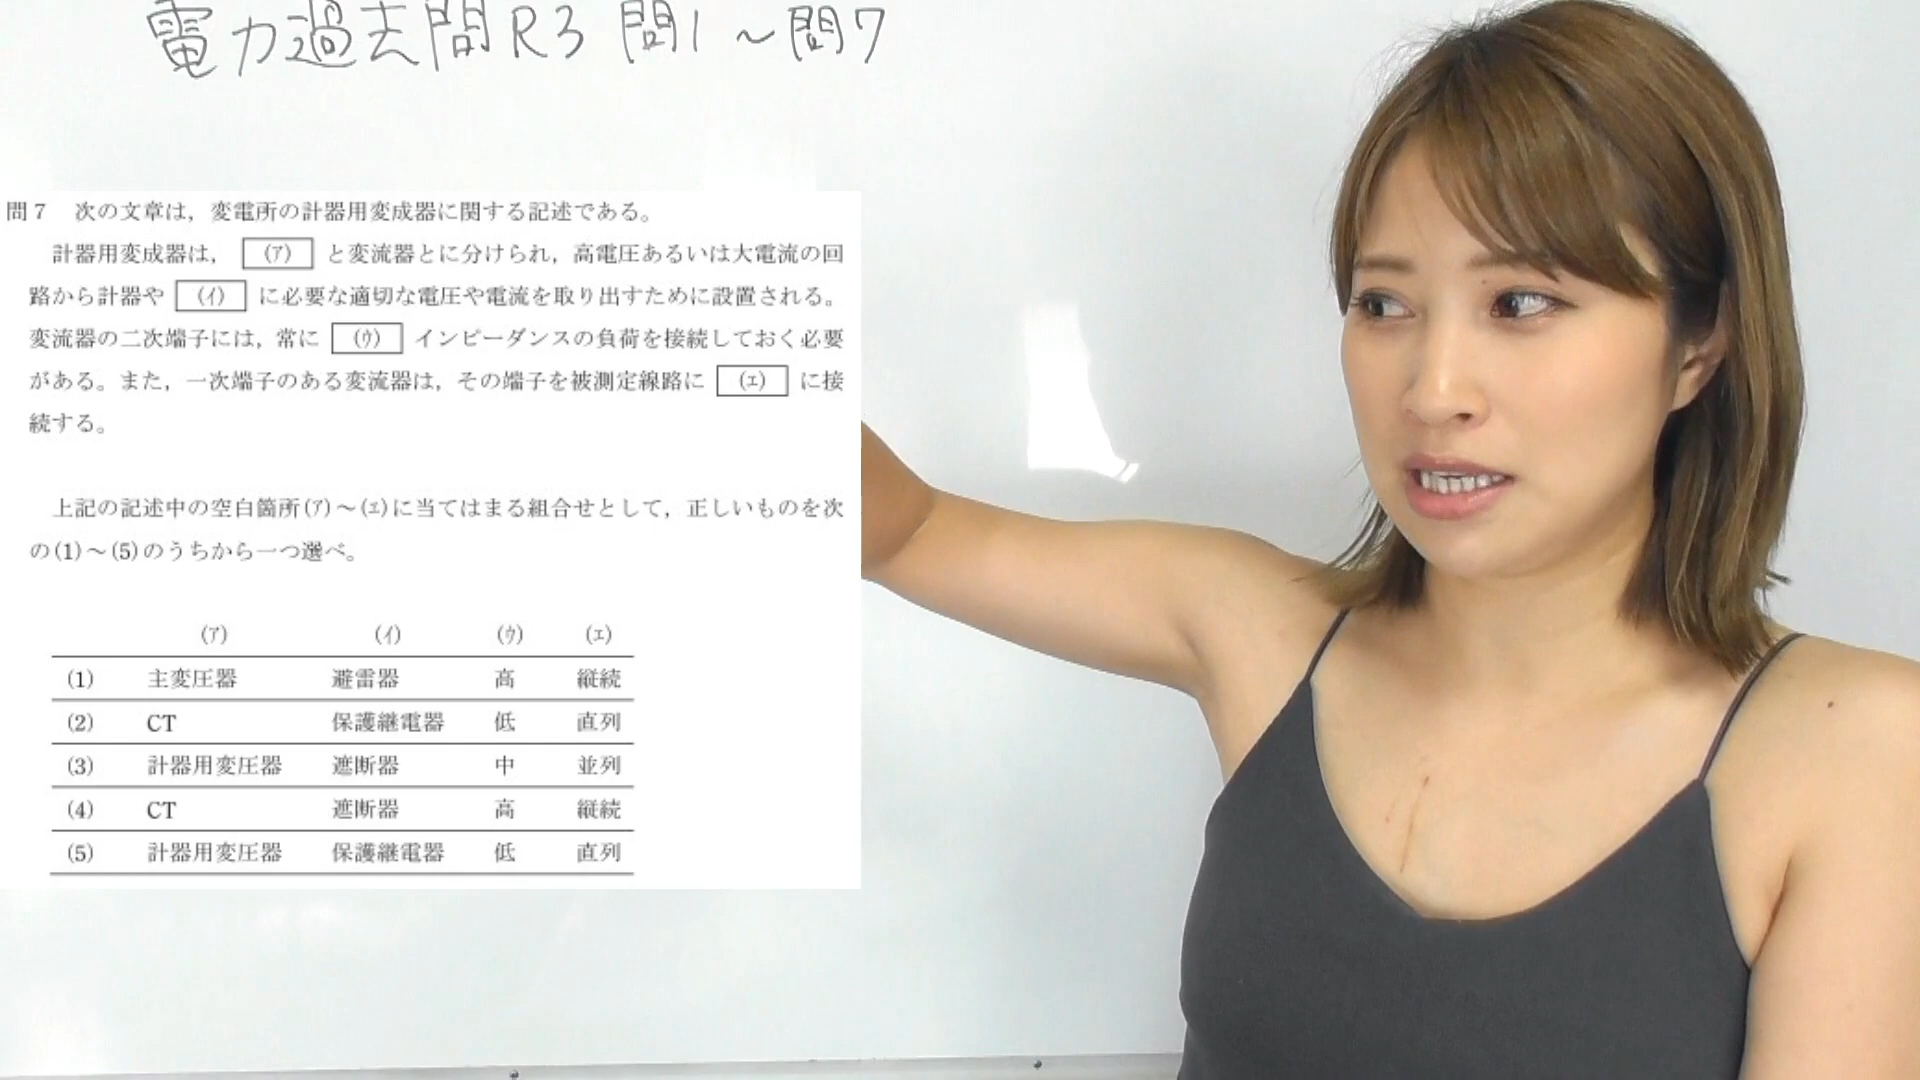 電力過去問R3 問1～問7
問7　次の文章は，変電所の計器用変成器に関する記述である。
計器用変成器は， (ア) と変流器とに分けられ，高電圧あるいは大電流の回
路から計器や (イ) に必要な適切な電圧や電流を取り出すために設置される。
変流器の二次端子には，常に (ウ) インピーダンスの負荷を接続しておく必要
がある。また，一次端子のある変流器は，その端子を被測定線路に (エ) に接
続する。
上記の記述中の空白箇所(ア)～(エ)に当てはまる組合せとして，正しいものを次
の(1)～(5)のうちから一つ選べ。
(ア) (イ) (ウ) (エ)
(1) 主変圧器 避雷器 高 縦続
(2) CT 保護継電器 低 直列
(3) 計器用変圧器 遮断器 中 並列
(4) CT 遮断器 高 縦続
(5) 計器用変圧器 保護継電器 低 直列